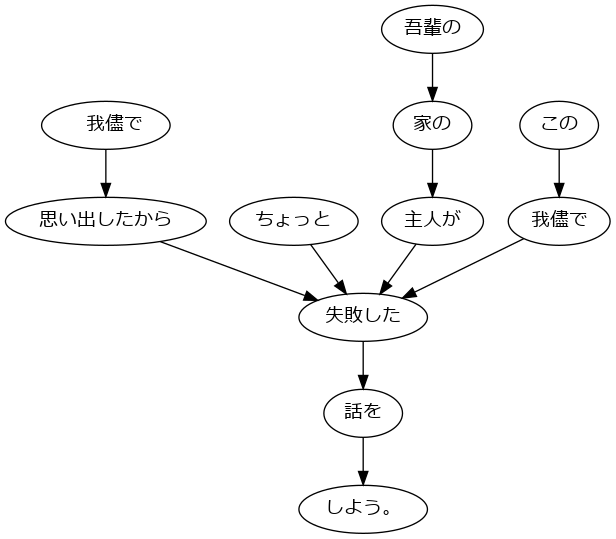 吾輩の
我儘で
家の
この
思い出したから
ちょっと
主人が
我儘で
失敗した
話を
しよう。